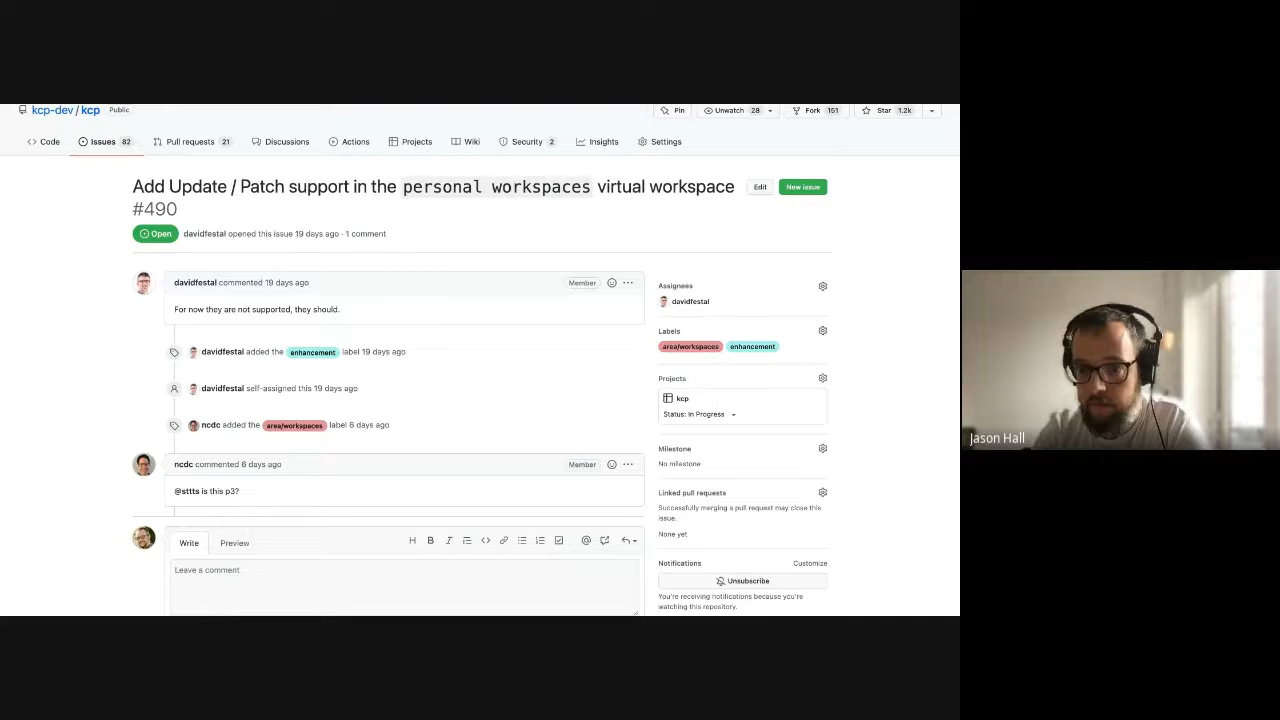 kcp-dev / kcp Public
Pin
Unwatch 28
Fork 151
Star 1.2k
Code
Issues 82
Pull requests 21
Discussions
Actions
Projects
Wiki
Security 2
Insights
Settings
Add Update / Patch support in the personal workspaces virtual workspace
#490
Edit
New issue
Open
davidfestal opened this issue 19 days ago · 1 comment
davidfestal commented 19 days ago
Member
For now they are not supported, they should.
davidfestal added the enhancement label 19 days ago
davidfestal self-assigned this 19 days ago
ncdc added the area/workspaces label 6 days ago
ncdc commented 6 days ago
Member
@sttts is this p3?
Write
Preview
Leave a comment
Assignees
davidfestal
Labels
area/workspaces enhancement
Projects
kcp
Status: In Progress
Milestone
No milestone
Linked pull requests
Successfully merging a pull request may close this
issue.
None yet
Notifications
Customize
Unsubscribe
You're receiving notifications because you're
watching this repository.
Jason Hall